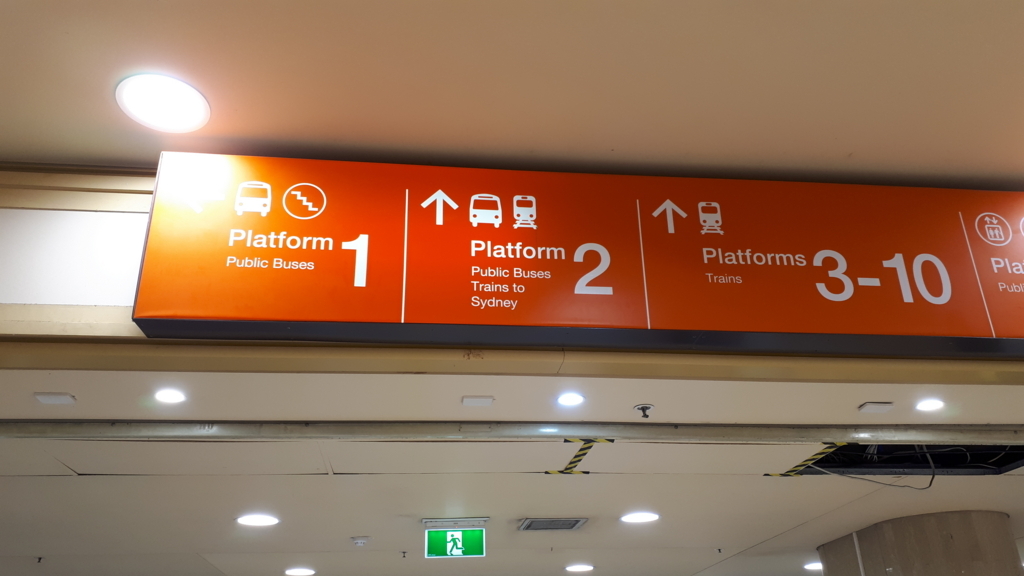 Platform 1
Public Buses
Platform 2
Public Buses
Trains to
Sydney
Platforms 3-10
Trains